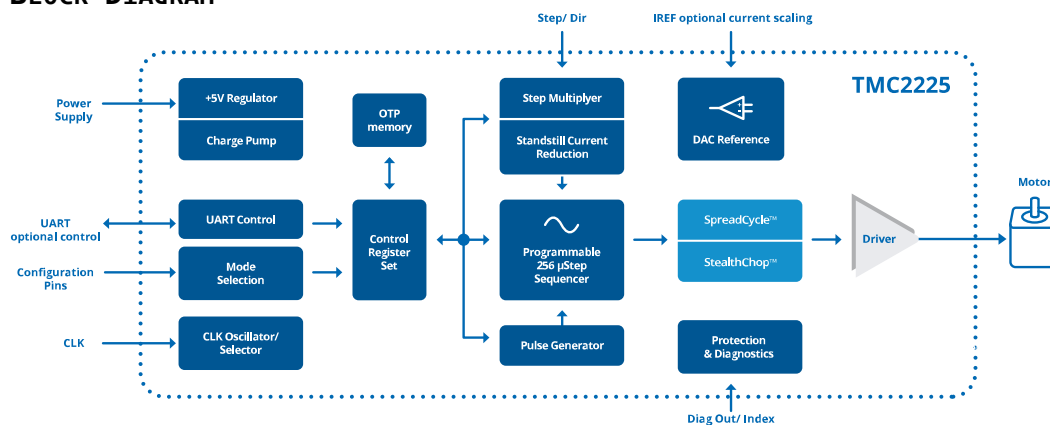 BLOCK DIAGRAM
Step/ Dir
IREF optional current scaling
TMC2225
Power
Supply
+5V Regulator
Charge Pump
OTP
memory
Step Multiplyer
Standstill Current
Reduction
DAC Reference
Motor
UART
optional control
UART Control
Configuration
Pins
Mode
Selection
Control
Register
Set
Programmable
256 µStep
Sequencer
SpreadCycle™
StealthChop™
Driver
CLK
CLK Oscillator/
Selector
Pulse Generator
Protection
& Diagnostics
Diag Out/ Index